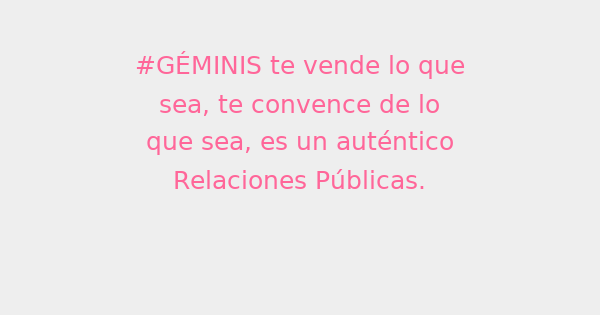 #GÉMINIS te vende lo que
sea, te convence de lo
que sea, es un auténtico
Relaciones Públicas.